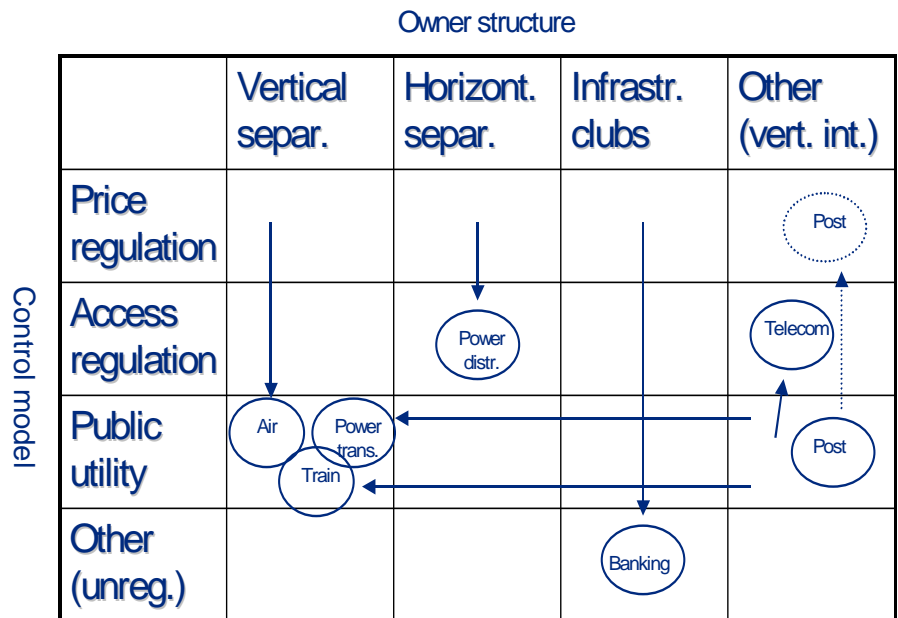 Owner structure
Vertical
separ.
Horizont.
separ.
Infrastr.
clubs
Other
(vert. int.)
Price
regulation
Post
Control model
Access
regulation
Power
distr.
Telecom
Public
utility
Air
Power
trans.
Train
Post
Other
(unreg.)
Banking